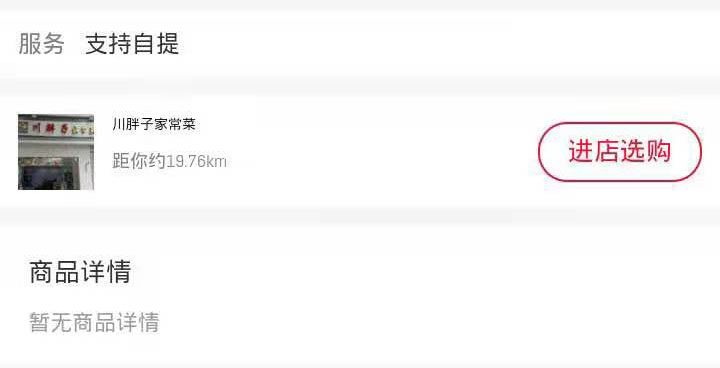 服务 支持自提
川胖子家常菜
距你约19.76km
进店选购
商品详情
暂无商品详情